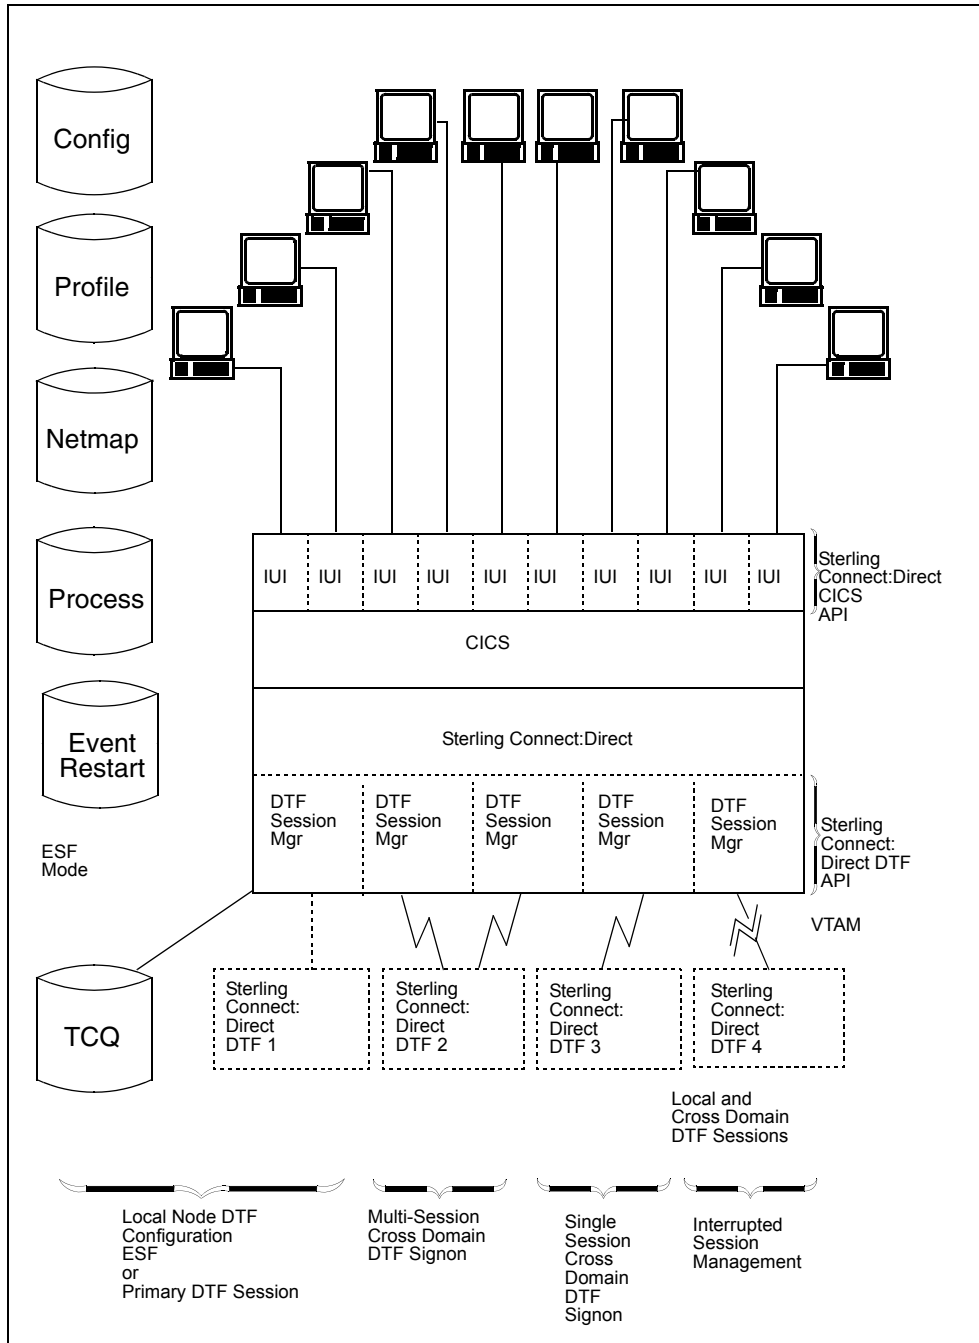 Config
Profile
Netmap
Process
Event
Restart
ESF
Mode
TCQ
IUI
IUI
IUI
IUI
IUI
IUI
IUI
IUI
IUI
IUI
Sterling
Connect:Direct
CICS
API
CICS
Sterling Connect:Direct
DTF
Session
Mgr
DTF
Session
Mgr
DTF
Session
Mgr
DTF
Session
Mgr
DTF
Session
Mgr
Sterling
Connect:
Direct DTF
API
VTAM
Sterling
Connect:
Direct
DTF 1
Sterling
Connect:
Direct
DTF 2
Sterling
Connect:
Direct
DTF 3
Sterling
Connect:
Direct
DTF 4
Local and
Cross Domain
DTF Sessions
Local Node DTF
Configuration
ESF
or
Primary DTF Session
Multi-Session
Cross Domain
DTF Signon
Single
Session
Cross
Domain
DTF
Signon
Interrupted
Session
Management